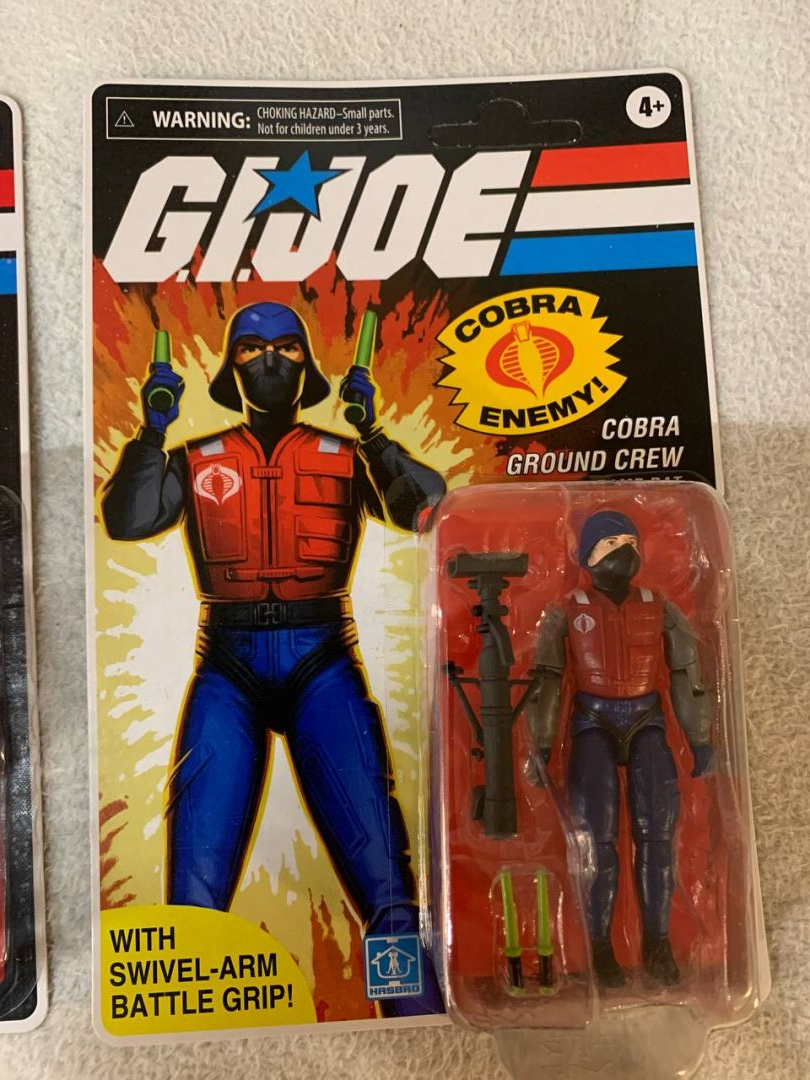 WARNING: CHOKING HAZARD–Small parts.
Not for children under 3 years.
4+
G.I.JOE
COBRA
ENEMY!
COBRA
GROUND CREW
WITH
SWIVEL-ARM
BATTLE GRIP!
HASBRO